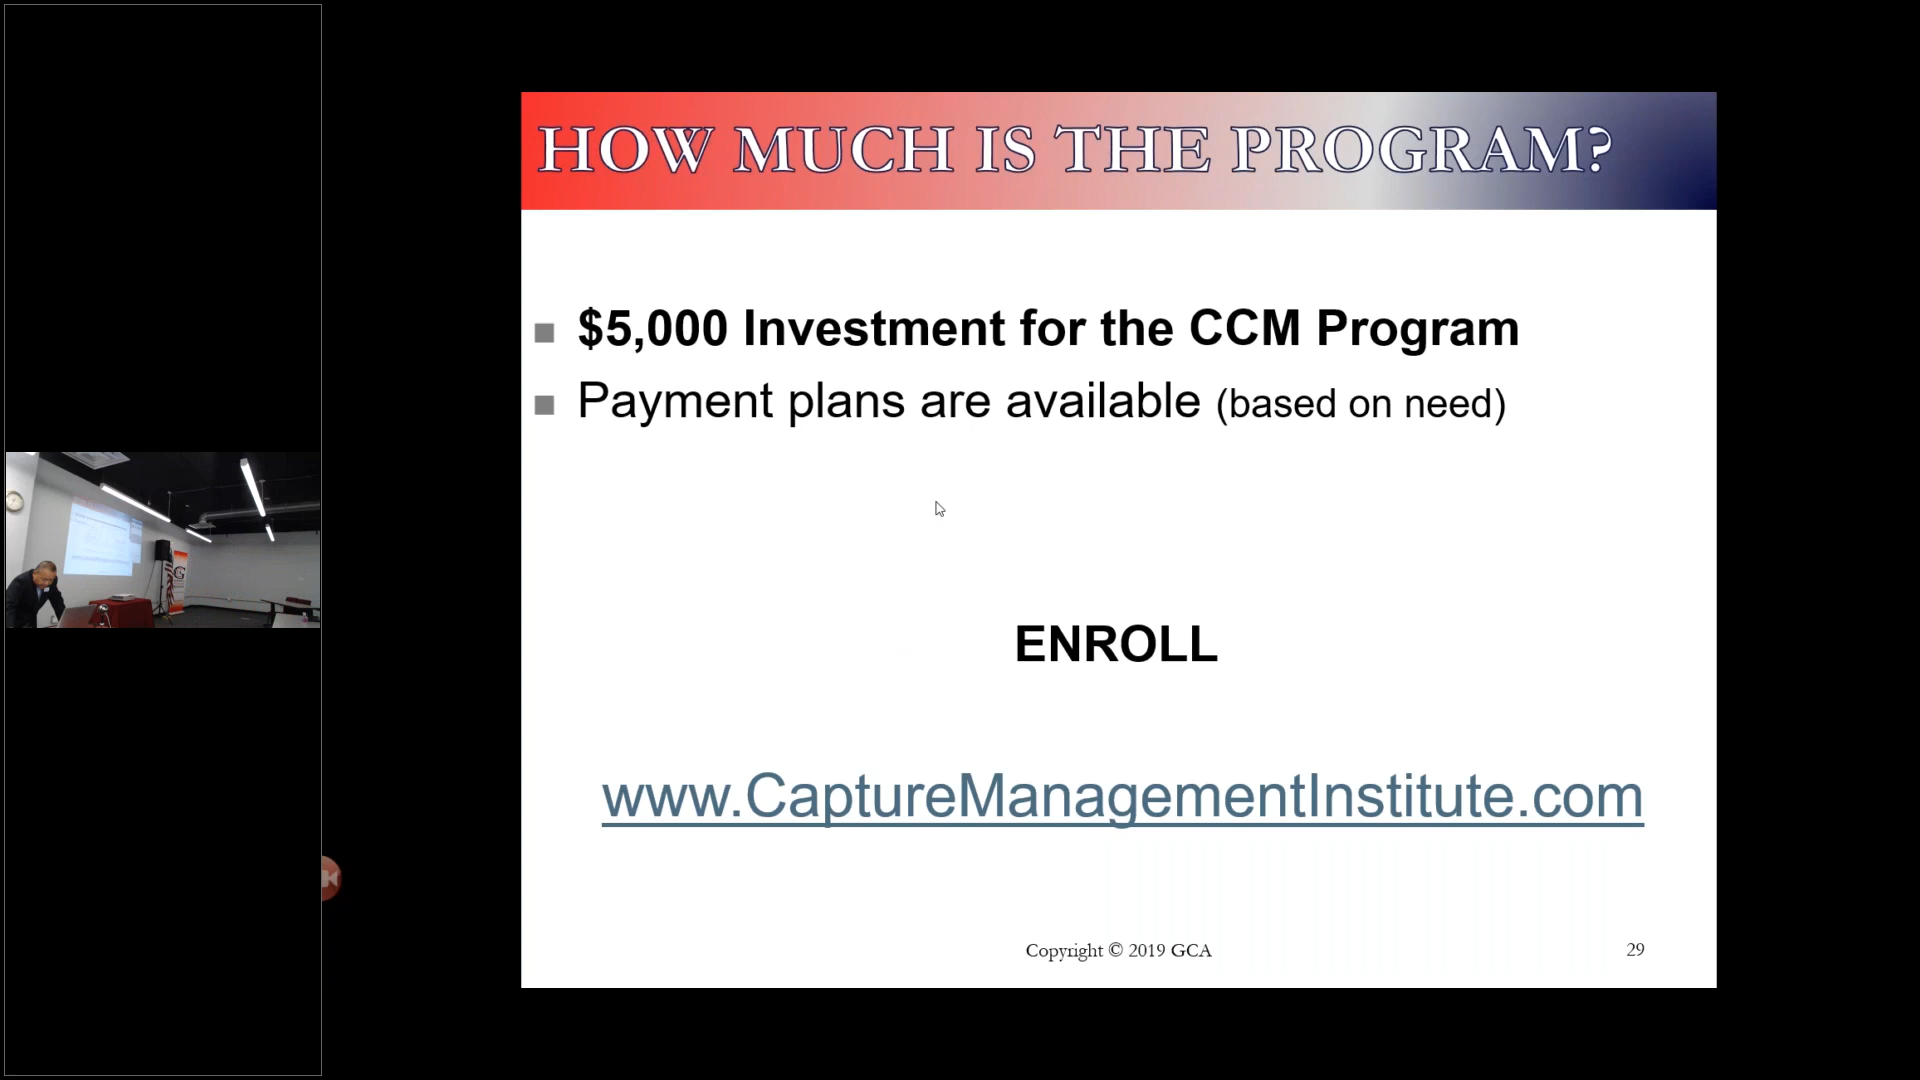 HOW MUCH IS THE PROGRAM?
$5,000 Investment for the CCM Program
Payment plans are available (based on need)
ENROLL
www.CaptureManagementInstitute.com
Copyright © 2019 GCA
29